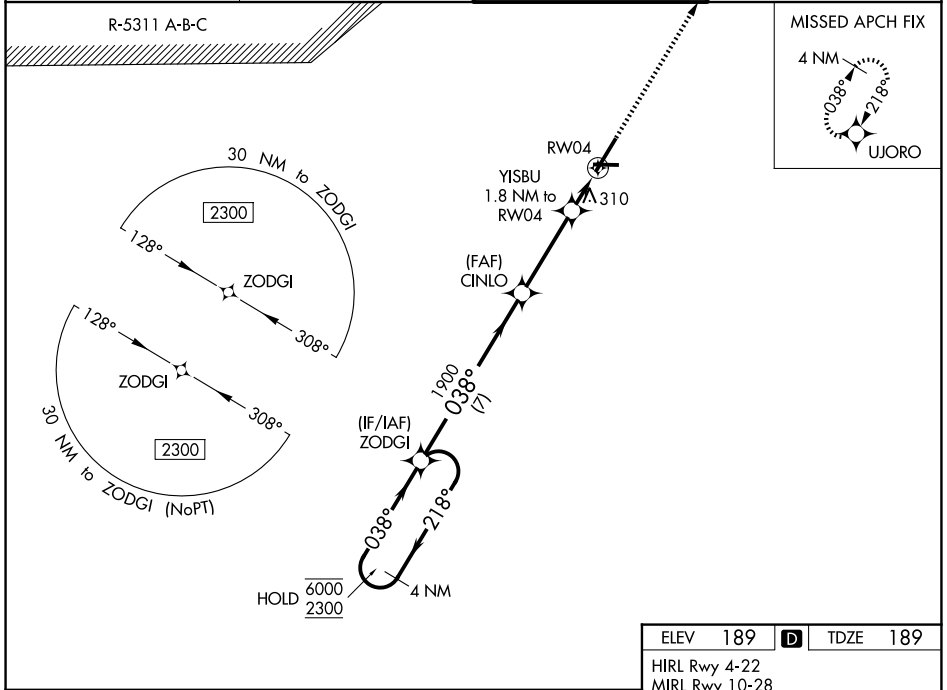 R-5311 A-B-C
MISSED APCH FIX
4 NM
038°
218°
UJORO
RW04
YISBU
1.8 NM to
RW04
310
30 NM to ZODGI
2300
128°
ZODGI
308°
(FAF)
CINLO
128°
ZODGI
308°
2300
30 NM to ZODGI (NoPT)
1900
038°
(7)
(IF/IAF)
ZODGI
038°
218°
4 NM
HOLD 6000
2300
ELEV 189 D TDZE 189
HIRL Rwy 4-22
MIRL Rwy 10-28